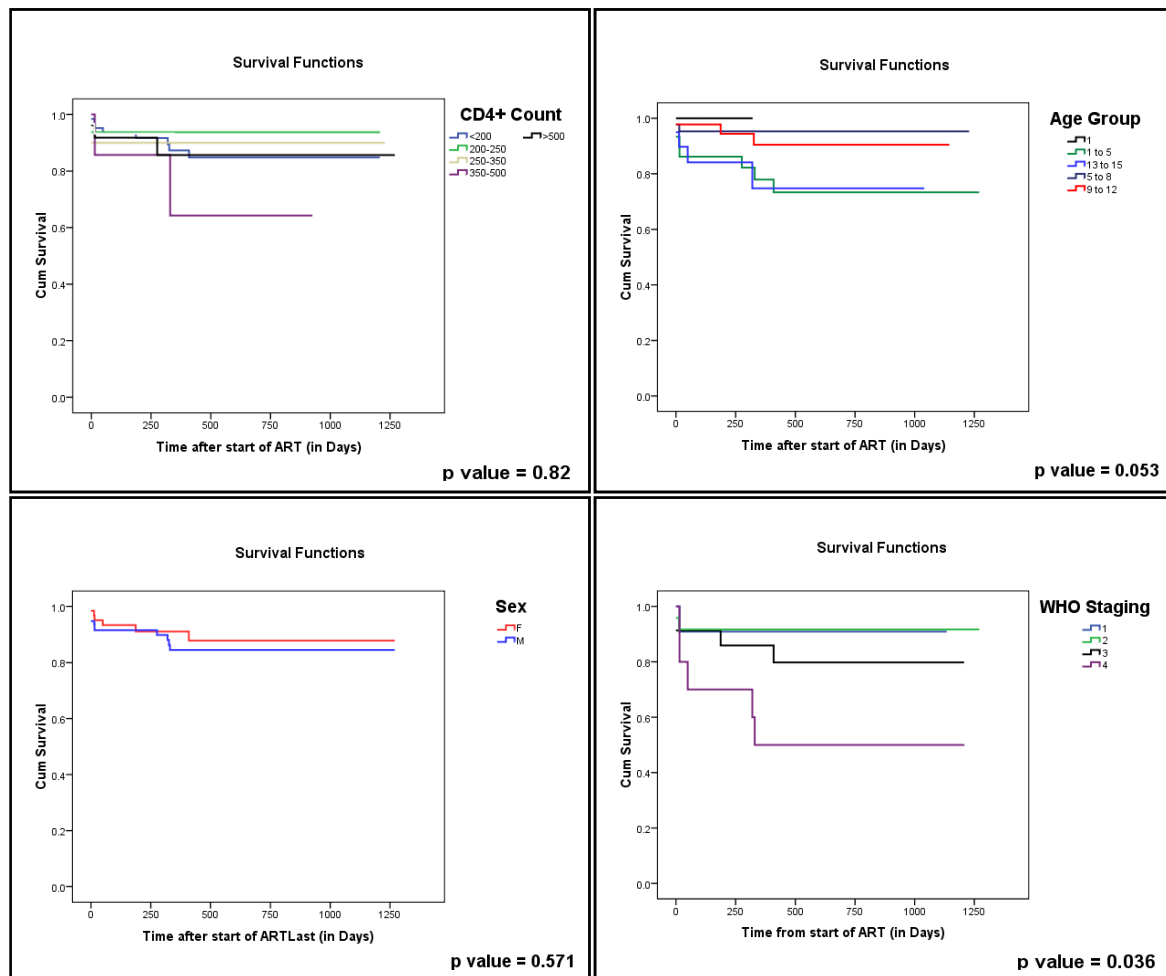 Survival Functions
1.0
0.8
0.6
0.4
0.2
0.0
Cum Survival
0 250 500 750 1000 1250
Time after start of ART (in Days)
CD4+ Count
<200 >500
200-250
250-350
350-500
p value = 0.82
Survival Functions
1.0
0.8
0.6
0.4
0.2
0.0
Cum Survival
0 250 500 750 1000 1250
Time after start of ART (in Days)
Age Group
1
1 to 5
13 to 15
5 to 8
9 to 12
p value = 0.053
Survival Functions
1.0
0.8
0.6
0.4
0.2
0.0
Cum Survival
0 250 500 750 1000 1250
Time after start of ARTLast (in Days)
Sex
F
M
p value = 0.571
Survival Functions
1.0
0.8
0.6
0.4
0.2
0.0
Cum Survival
0 250 500 750 1000 1250
Time from start of ART (in Days)
WHO Staging
1
2
3
4
p value = 0.036